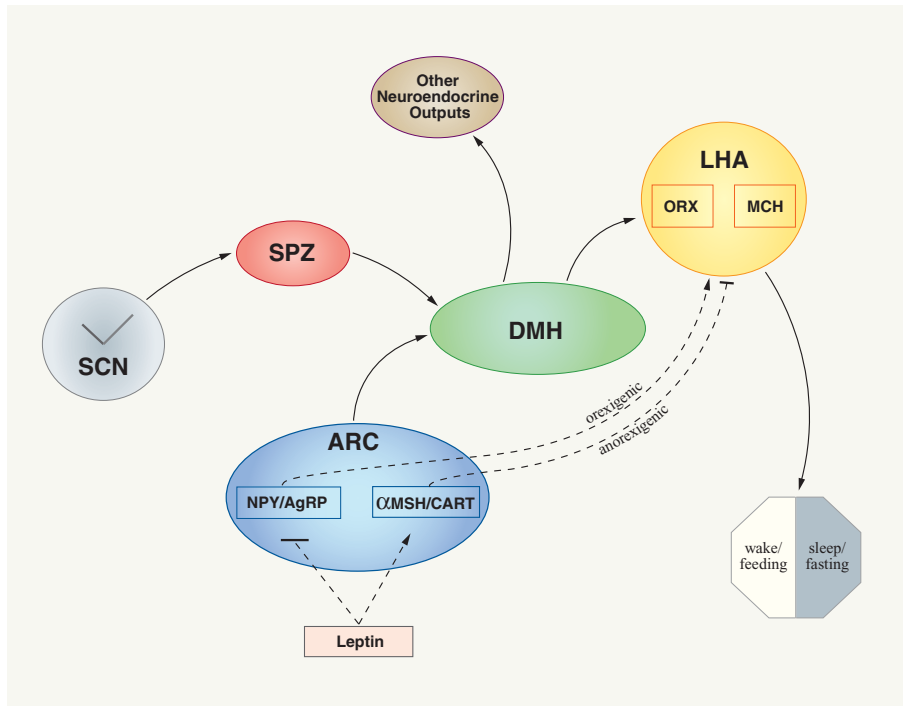 Other
Neuroendocrine
Outputs
LHA
ORX
MCH
SPZ
SCN
DMH
orexigenic
anorexigenic
ARC
NPY/AgRP
αMSH/CART
wake/
feeding
sleep/
fasting
Leptin